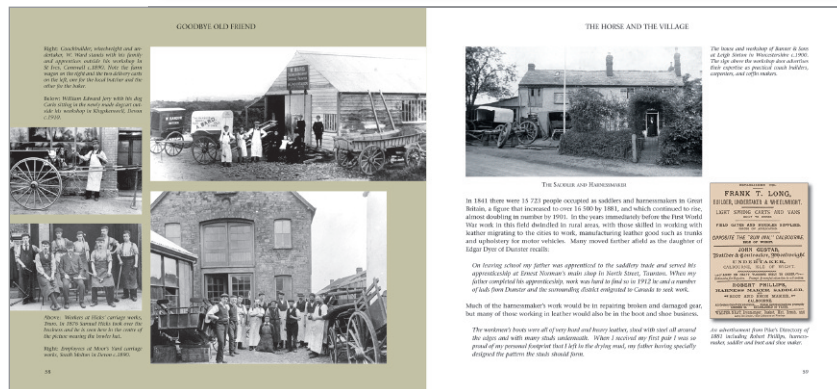 GOODBYE OLD FRIEND
Right: Coachbuilder, wheelwright and un-
dertaker, W. Ward stands with his family
and apprentices outside his workshop in
St Ives, Cornwall c.1890. Note the farm
wagon on the right and the two delivery carts
on the left, one for the local butcher and the
other for the baker.
Below: William Edward Jury with his dog
Carlo sitting in the newly made dogcart out-
side his workshop in Kingskerswell, Devon
c.1910.
Above: Workers at Hicks' carriage works,
Truro. In 1876 Samuel Hicks took over the
business and he is seen here in the centre of
the picture wearing the bowler hat.
Right: Employees at Moor's Yard carriage
works, South Molton in Devon c.1890.
THE HORSE AND THE VILLAGE
The house and workshop of Banner & Sons
at Leigh Sinton in Worcestershire c.1900.
The sign above the workshop door advertises
their expertise as practical coach builders,
carpenters, and coffin makers.
THE SADDLER AND HARNESSMAKER
In 1841 there were 15 723 people occupied as saddlers and harnessmakers in Great
Britain, a figure that increased to over 16 500 by 1881, and which continued to rise,
almost doubling in number by 1901. In the years immediately before the First World
War work in this field dwindled in rural areas, with those skilled in working with
leather migrating to the cities to work, manufacturing leather good such as trunks
and upholstery for motor vehicles. Many moved further afield as the daughter of
Edgar Dyer of Dunster recalls:
On leaving school my father was apprenticed to the saddlery trade and served his
apprenticeship at Ernest Norman's main shop in North Street, Taunton. When my
father completed his apprenticeship, work was hard to find so in 1912 he and a number
of lads from Dunster and the surrounding district emigrated to Canada to seek work.
Much of the harnessmaker's work would be in repairing broken and damaged gear,
but many of those working in leather would also be in the boot and shoe business.
The workmen's boots were all of very hard and heavy leather, shod with steel all around
the edges and with many studs underneath. When I received my first pair I was so
proud of my personal footprint that I left in the drying mud, my father having specially
designed the pattern the studs should form.
FRANK T. LONG,
BUILDER, UNDERTAKER & WHEELWRIGHT.
LIGHT SPRING CARTS AND VANS
OPPOSITE THE "SUN INN," CALBOURNE,
ISLE OF WIGHT.
JOHN GUSTAR,
UNDERTAKER,
CALBOURNE, ISLE OF WIGHT
ROBERT PHILLIPS,
HARNESS MAKER, SADDLER,
BOOT AND SHOE MAKER,
An advertisement from Pike's Directory of
1881 including Robert Phillips, harness-
maker, saddler and boot and shoe maker.